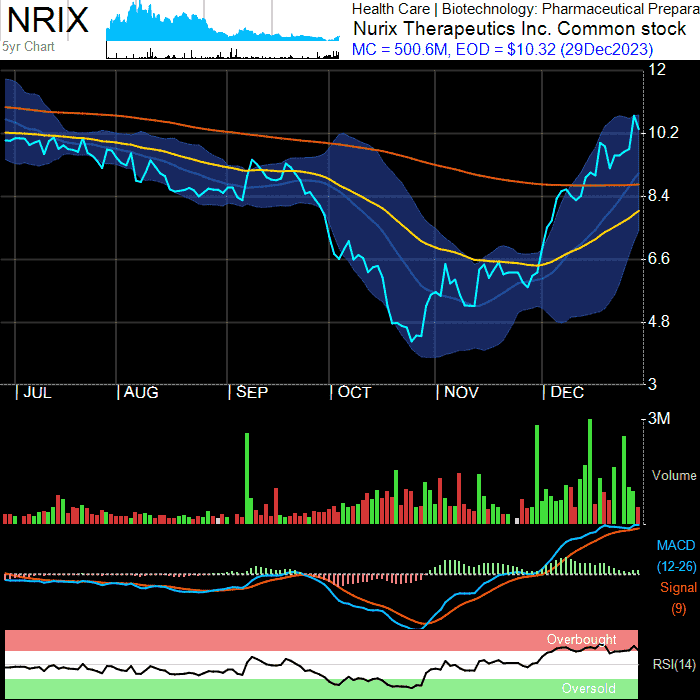 NRIX
5yr Chart
Health Care | Biotechnology: Pharmaceutical Prepara
Nurix Therapeutics Inc. Common stock
MC = 500.6M, EOD = $10.32 (29Dec2023)
12
10.2
8.4
6.6
4.8
3
JUL
AUG
SEP
OCT
NOV
DEC
3M
Volume
MACD
(12-26)
Signal
(9)
Overbought
RSI(14)
Oversold